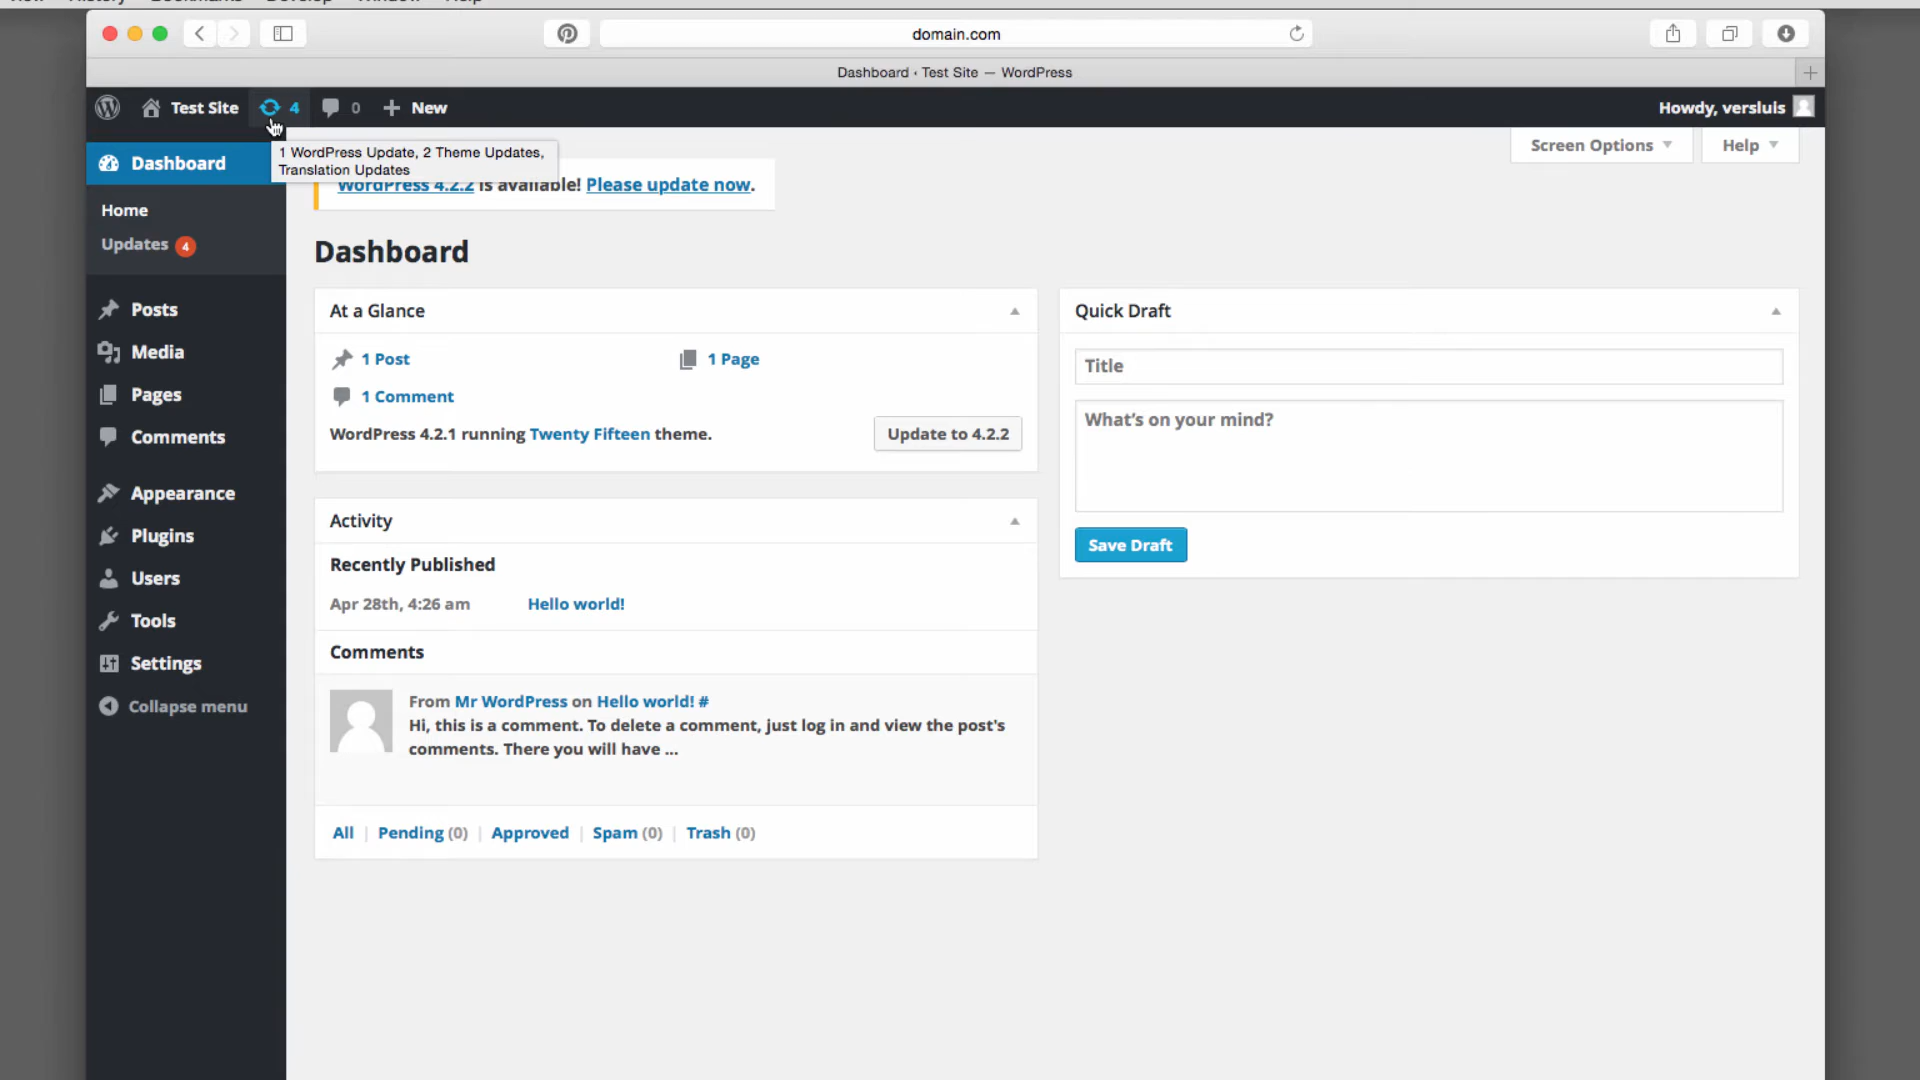 History Bookmarks Develop Window Help
domain.com
Dashboard ‹ Test Site — WordPress
Test Site 4 0 New
Howdy, versluis
1 WordPress Update, 2 Theme Updates,
Translation Updates
Screen Options Help
WordPress 4.2.2 is available! Please update now.
Dashboard
Home
Updates 4
Posts
Media
Pages
Comments
Appearance
Plugins
Users
Tools
Settings
Collapse menu
Dashboard
At a Glance
1 Post 1 Page
1 Comment
WordPress 4.2.1 running Twenty Fifteen theme. Update to 4.2.2
Activity
Recently Published
Apr 28th, 4:26 am Hello world!
Comments
From Mr WordPress on Hello world! #
Hi, this is a comment. To delete a comment, just log in and view the post's
comments. There you will have ...
All | Pending (0) | Approved | Spam (0) | Trash (0)
Quick Draft
Title
What's on your mind?
Save Draft